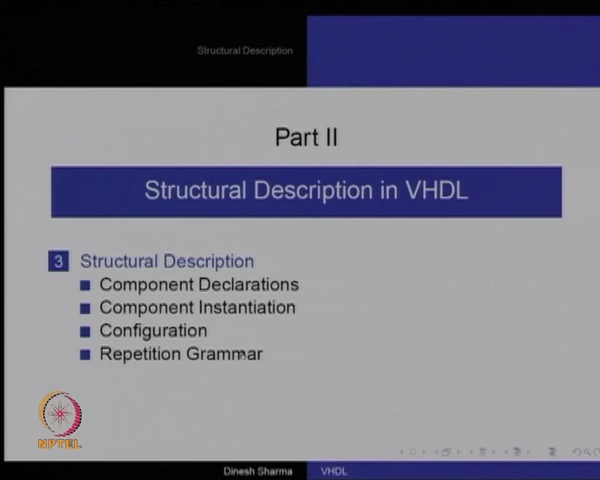 Structural Description
Part II
Structural Description in VHDL
3 Structural Description
Component Declarations
Component Instantiation
Configuration
Repetition Grammar
NPTEL
Dinesh Sharma VHDL